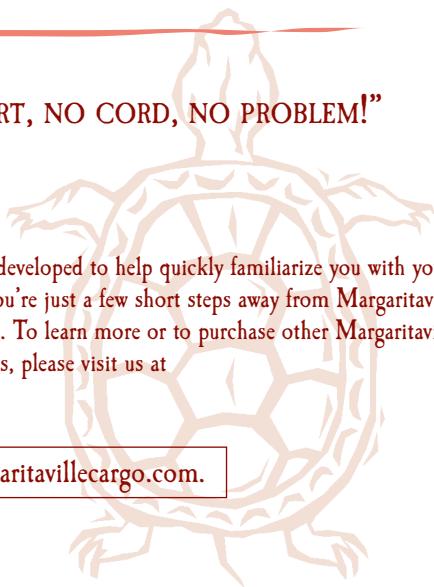 RT, NO CORD, NO PROBLEM!”
developed to help quickly familiarize you with yo
ou’re just a few short steps away from Margaritav
. To learn more or to purchase other Margaritavi
s, please visit us at
aritavillecargo.com.